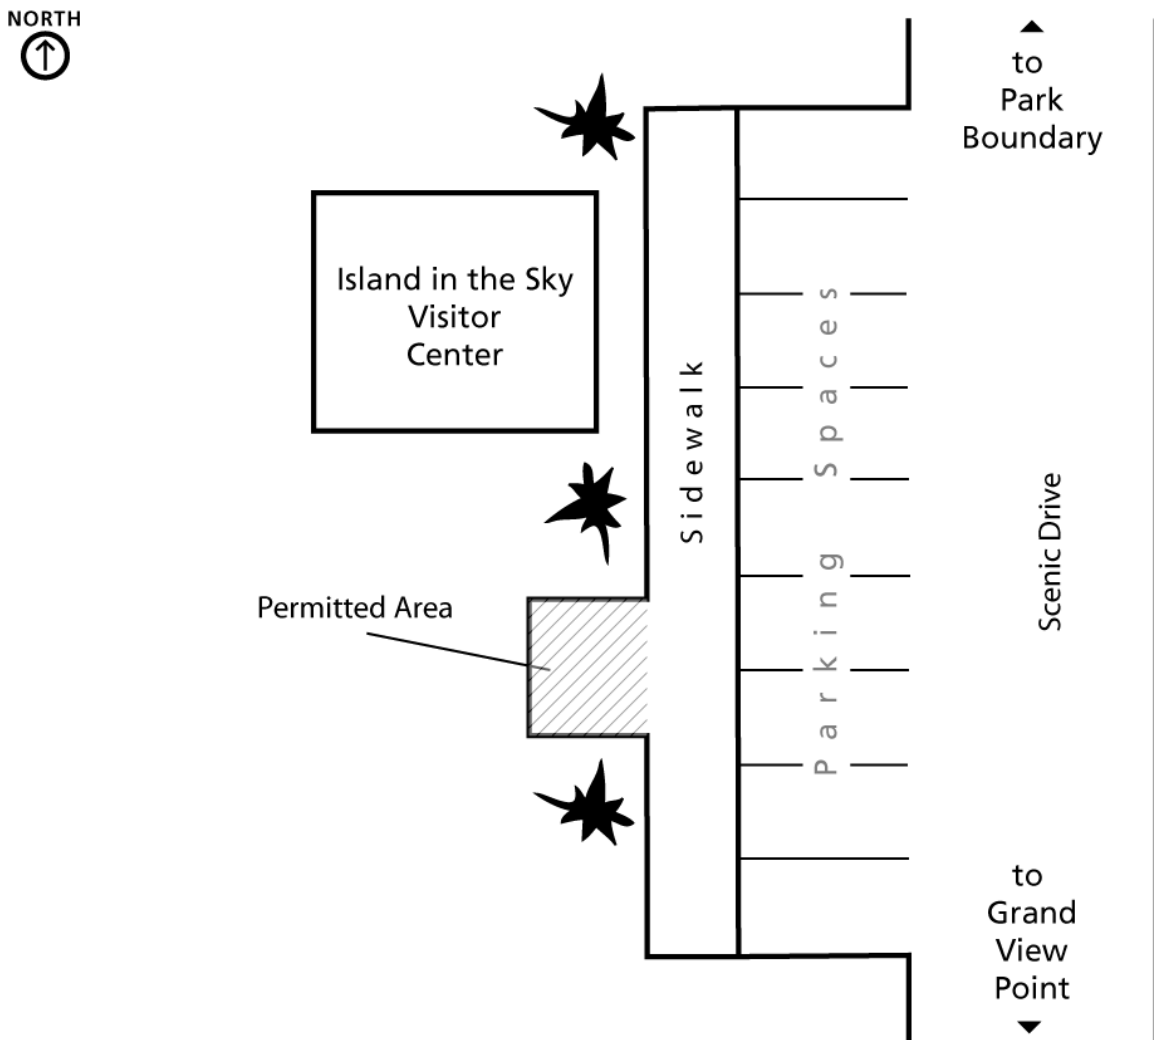 NORTH
to
Park
Boundary
Island in the Sky
Visitor
Center
Sidewalk
Parking Spaces
Scenic Drive
Permitted Area
to
Grand
View
Point